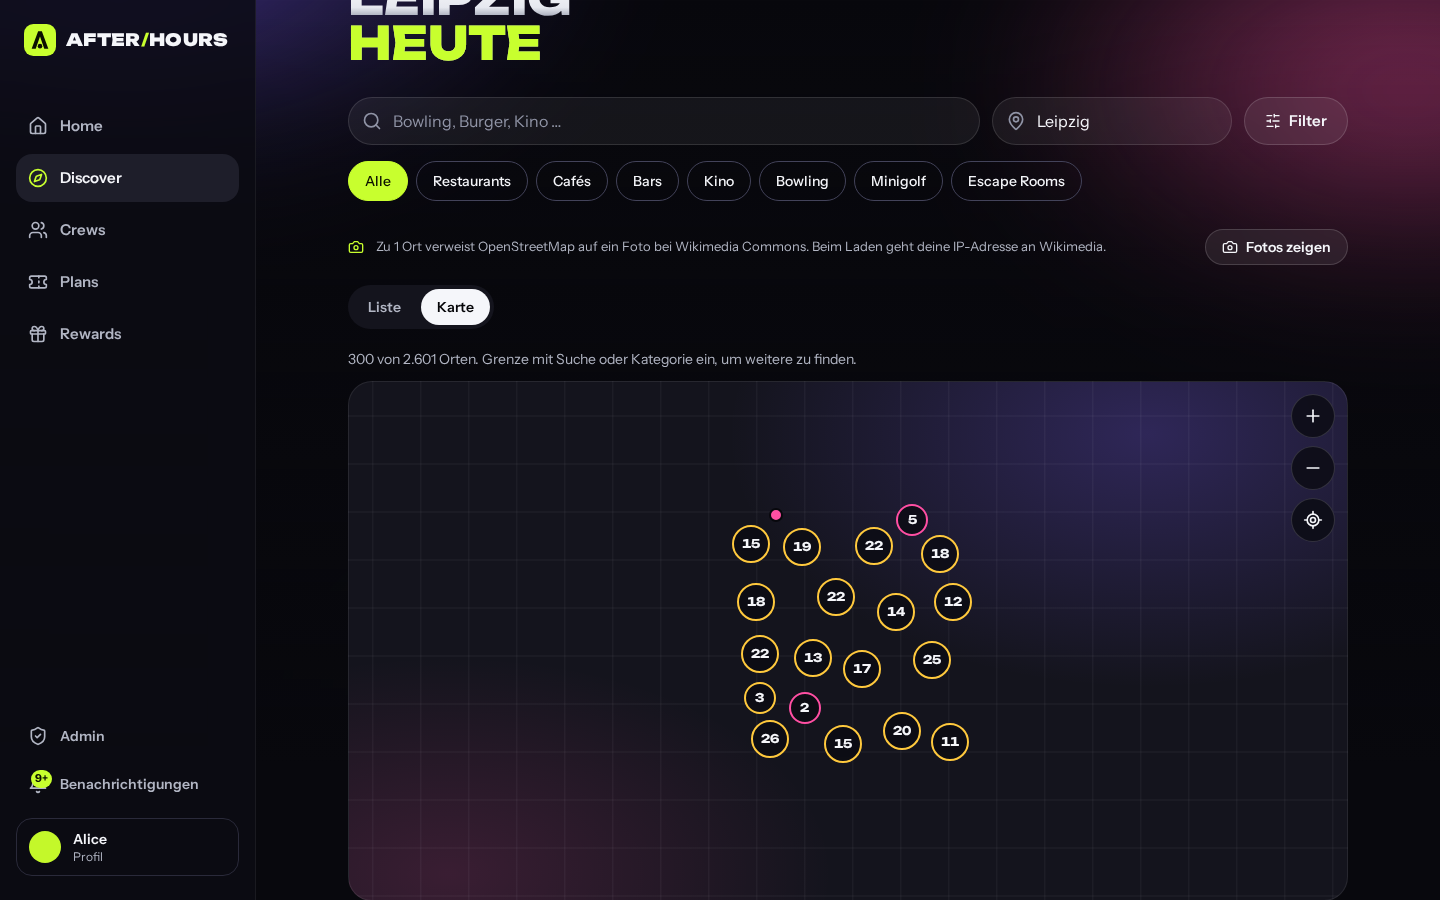 AFTER/HOURS
Home
Discover
Crews
Plans
Rewards
Admin
9+
Benachrichtigungen
Alice
Profil
LEIPZIG
HEUTE
Bowling, Burger, Kino ...
Leipzig
Filter
Alle
Restaurants
Cafés
Bars
Kino
Bowling
Minigolf
Escape Rooms
Zu 1 Ort verweist OpenStreetMap auf ein Foto bei Wikimedia Commons. Beim Laden geht deine IP-Adresse an Wikimedia.
Fotos zeigen
Liste
Karte
300 von 2.601 Orten. Grenze mit Suche oder Kategorie ein, um weitere zu finden.
5
15
19
22
18
18
22
14
12
22
13
17
25
3
2
26
15
20
11